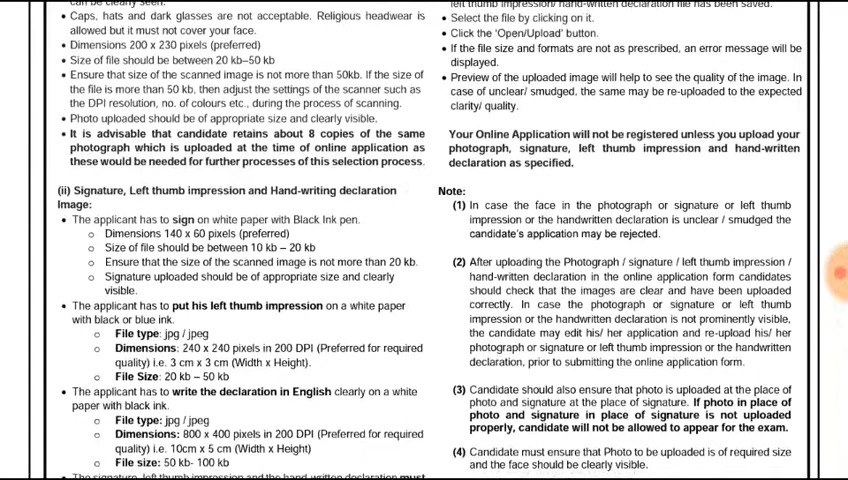 can be clearly seen.
• Caps, hats and dark glasses are not acceptable. Religious headwear is
allowed but it must not cover your face.
• Dimensions 200 x 230 pixels (preferred)
• Size of file should be between 20 kb–50 kb
• Ensure that size of the scanned image is not more than 50kb. If the size of
the file is more than 50 kb, then adjust the settings of the scanner such as
the DPI resolution, no. of colours etc., during the process of scanning.
• Photo uploaded should be of appropriate size and clearly visible.
• It is advisable that candidate retains about 8 copies of the same
photograph which is uploaded at the time of online application as
these would be needed for further processes of this selection process.
(ii) Signature, Left thumb impression and Hand-writing declaration
Image:
• The applicant has to sign on white paper with Black Ink pen.
o Dimensions 140 x 60 pixels (preferred)
o Size of file should be between 10 kb – 20 kb
o Ensure that the size of the scanned image is not more than 20 kb.
o Signature uploaded should be of appropriate size and clearly
visible.
• The applicant has to put his left thumb impression on a white paper
with black or blue ink.
o File type: jpg / jpeg
o Dimensions: 240 x 240 pixels in 200 DPI (Preferred for required
quality) i.e. 3 cm x 3 cm (Width x Height).
o File Size: 20 kb – 50 kb
• The applicant has to write the declaration in English clearly on a white
paper with black ink.
o File type: jpg / jpeg
o Dimensions: 800 x 400 pixels in 200 DPI (Preferred for required
quality) i.e. 10cm x 5 cm (Width x Height)
o File size: 50 kb- 100 kb
• The signature, left thumb impression and the hand written declaration must
left thumb impression/ hand-written declaration file has been saved.
• Select the file by clicking on it.
• Click the ‘Open/Upload’ button.
• If the file size and formats are not as prescribed, an error message will be
displayed.
• Preview of the uploaded image will help to see the quality of the image. In
case of unclear/ smudged, the same may be re-uploaded to the expected
clarity/ quality.
Your Online Application will not be registered unless you upload your
photograph, signature, left thumb impression and hand-written
declaration as specified.
Note:
(1) In case the face in the photograph or signature or left thumb
impression or the handwritten declaration is unclear / smudged the
candidate’s application may be rejected.
(2) After uploading the Photograph / signature / left thumb impression /
hand-written declaration in the online application form candidates
should check that the images are clear and have been uploaded
correctly. In case the photograph or signature or left thumb
impression or the handwritten declaration is not prominently visible,
the candidate may edit his/ her application and re-upload his/ her
photograph or signature or left thumb impression or the handwritten
declaration, prior to submitting the online application form.
(3) Candidate should also ensure that photo is uploaded at the place of
photo and signature at the place of signature. If photo in place of
photo and signature in place of signature is not uploaded
properly, candidate will not be allowed to appear for the exam.
(4) Candidate must ensure that Photo to be uploaded is of required size
and the face should be clearly visible.